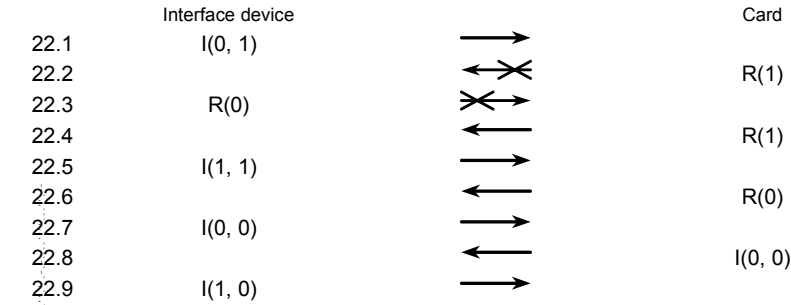 Interface device Card
22.1 I(0, 1)
22.2 R(1)
22.3 R(0)
22.4 R(1)
22.5 I(1, 1)
22.6 R(0)
22.7 I(0, 0)
22.8 I(0, 0)
22.9 I(1, 0)